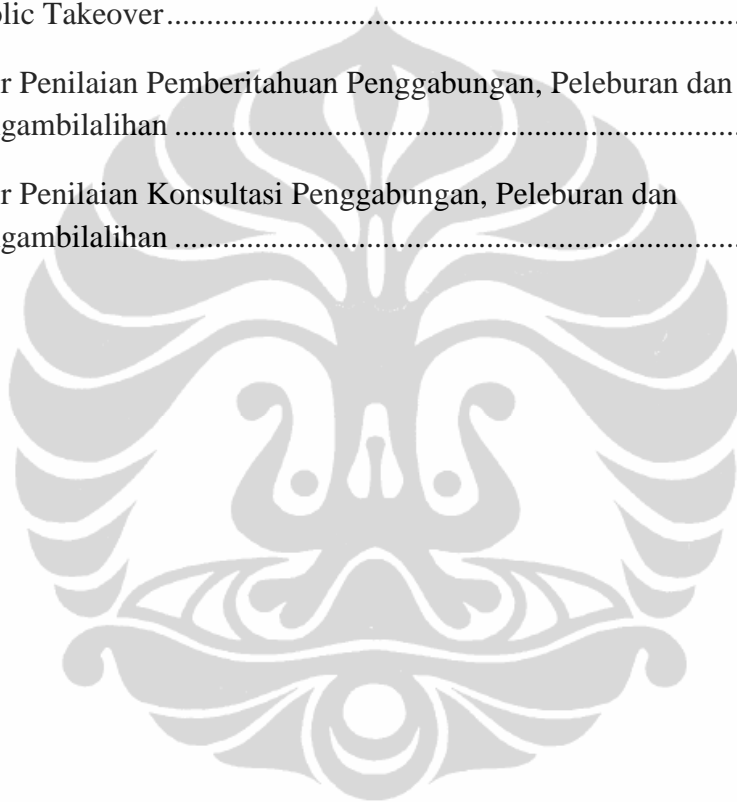 lic Takeover........................................................................
r Penilaian Pemberitahuan Penggabungan, Peleburan dan
gambilalihan .......................................................................
r Penilaian Konsultasi Penggabungan, Peleburan dan
gambilalihan .......................................................................